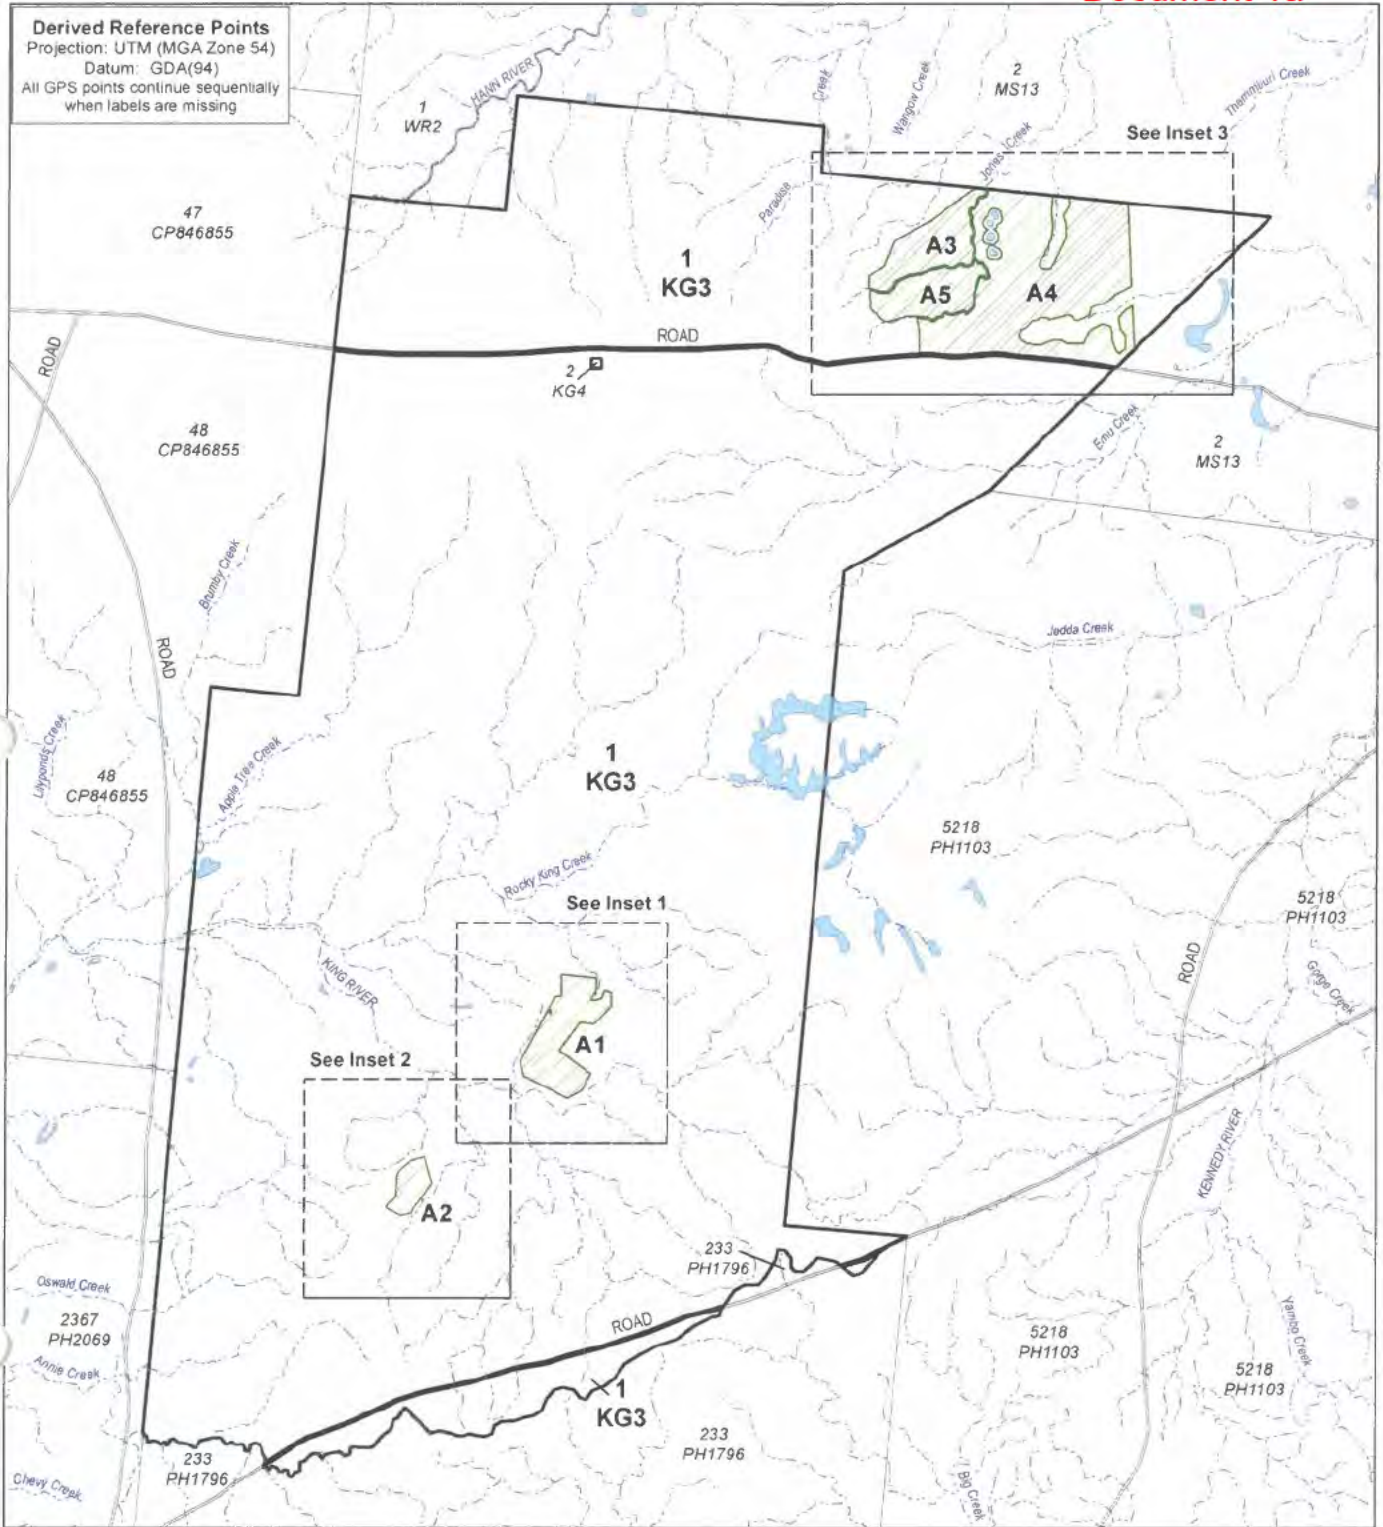 Derived Reference Points
Projection: UTM (MGA Zone 54)
Datum: GDA(94)
All GPS points continue sequentially
when labels are missing
HANN RIVER
1
WR2
Creek
Wangow Creek
2
MS13
See Inset 3
Jones Creek
Paradise
47
CP846855
1
KG3
A3
A5
A4
ROAD
ROAD
2
KG4
48
CP846855
Emu Creek
2
MS13
Brumby Creek
ROAD
Jedda Creek
Lilyponds Creek
48
CP846855
Apple Tree Creek
1
KG3
5218
PH1103
Rocky King Creek
See Inset 1
5218
PH1103
ROAD
KING RIVER
Gorge Creek
A1
See Inset 2
A2
KENNEDY RIVER
233
PH1796
Oswald Creek
2367
PH2069
Annie Creek
ROAD
5218
PH1103
Yambo Creek
5218
PH1103
1
KG3
233
PH1796
233
PH1796
Chevy Creek
Big Creek